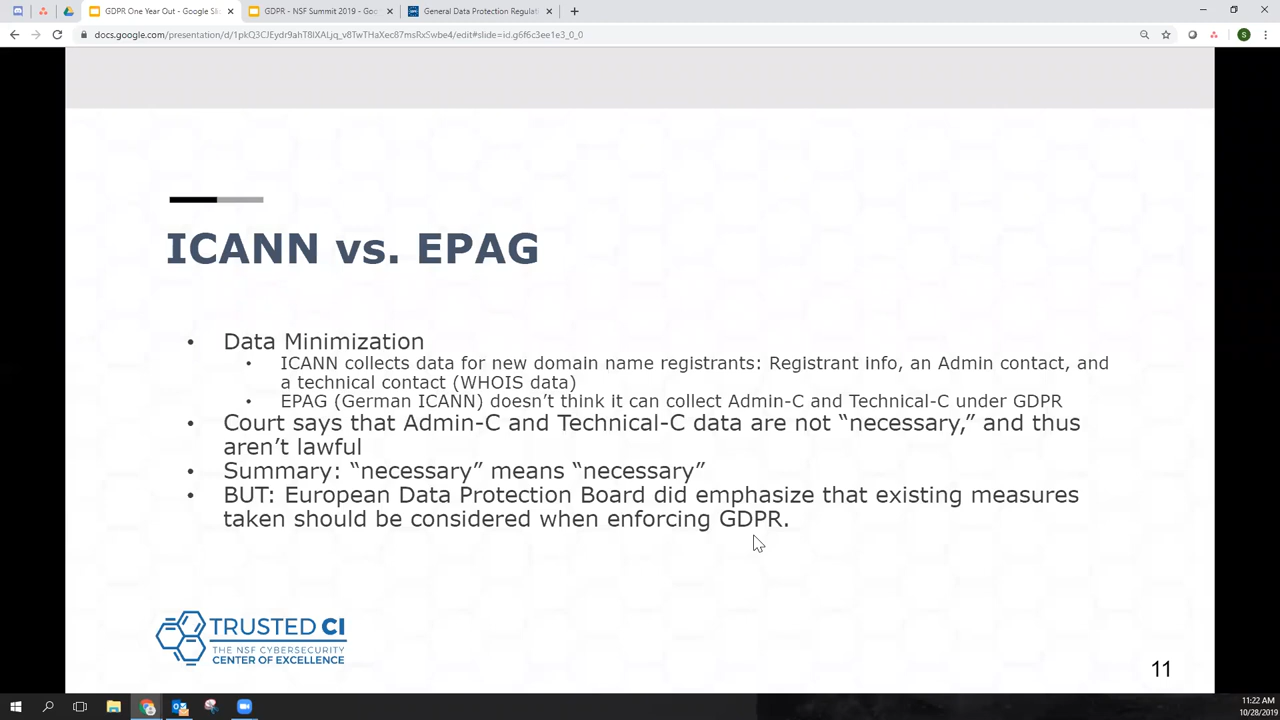 GDPR One Year Out - Google Sli
GDPR - NSF Summit 2019 - Goo
General Data Protection Regulati
docs.google.com/presentation/d/1pkQ3CJEydr9ahT8IXALjq_v8TwTHaXec87msRxSwbe4/edit#slide=id.g6f6c3ee1e3_0_0
S
ICANN vs. EPAG
• Data Minimization
• ICANN collects data for new domain name registrants: Registrant info, an Admin contact, and
a technical contact (WHOIS data)
• EPAG (German ICANN) doesn’t think it can collect Admin-C and Technical-C under GDPR
• Court says that Admin-C and Technical-C data are not “necessary,” and thus
aren’t lawful
• Summary: “necessary” means “necessary”
• BUT: European Data Protection Board did emphasize that existing measures
taken should be considered when enforcing GDPR.
TRUSTED CI
THE NSF CYBERSECURITY
CENTER OF EXCELLENCE
11
11:22 AM
10/28/2019